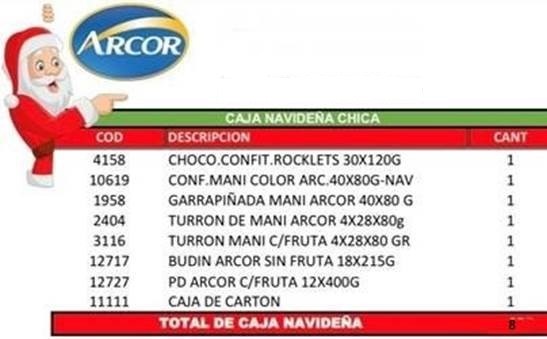 ARCOR
CAJA NAVIDEÑA CHICA
COD DESCRIPCION CANT
4158 CHOCO.CONFIT.ROCKLETS 30X120G 1
10619 CONF.MANI COLOR ARC.40X80G-NAV 1
1958 GARRAPIÑADA MANI ARCOR 40X80 G 1
2404 TURRON DE MANI ARCOR 4X28X80g 1
3116 TURRON MANI C/FRUTA 4X28X80 GR 1
12717 BUDIN ARCOR SIN FRUTA 18X215G 1
12727 PD ARCOR C/FRUTA 12X400G 1
11111 CAJA DE CARTON 1
TOTAL DE CAJA NAVIDEÑA 8